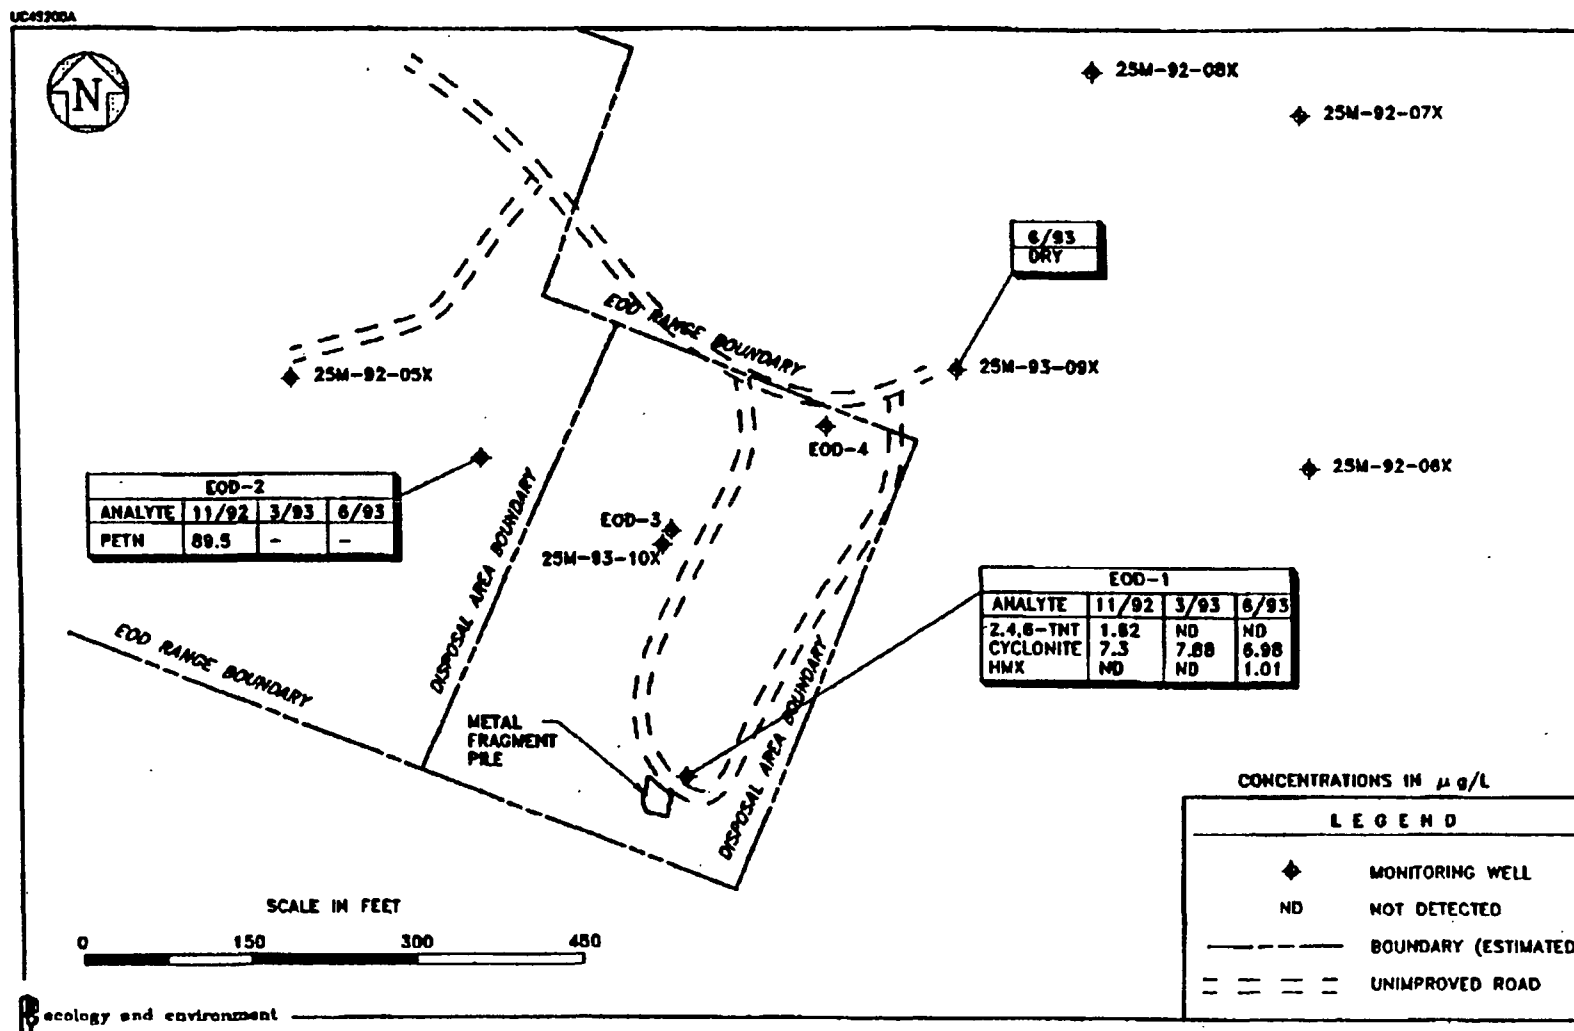 UC49200A
N
25M-92-08X
25M-92-07X
6/93
DRY
EOD RANGE BOUNDARY
25M-92-05X
25M-93-09X
EOD-4
25M-92-06X
EOD-2
ANALYTE 11/92 3/93 6/93
PETN 89.5 - -
DISPOSAL AREA BOUNDARY
EOD-3
25M-93-10X
EOD-1
ANALYTE 11/92 3/93 6/93
2,4,6-TNT 1.62 ND ND
CYCLONITE 7.3 7.88 6.98
HMX ND ND 1.01
EOD RANGE BOUNDARY
DISPOSAL AREA BOUNDARY
METAL
FRAGMENT
PILE
CONCENTRATIONS IN μg/L
LEGEND
MONITORING WELL
ND NOT DETECTED
BOUNDARY (ESTIMATED
UNIMPROVED ROAD
SCALE IN FEET
0 150 300 450
ecology and environment